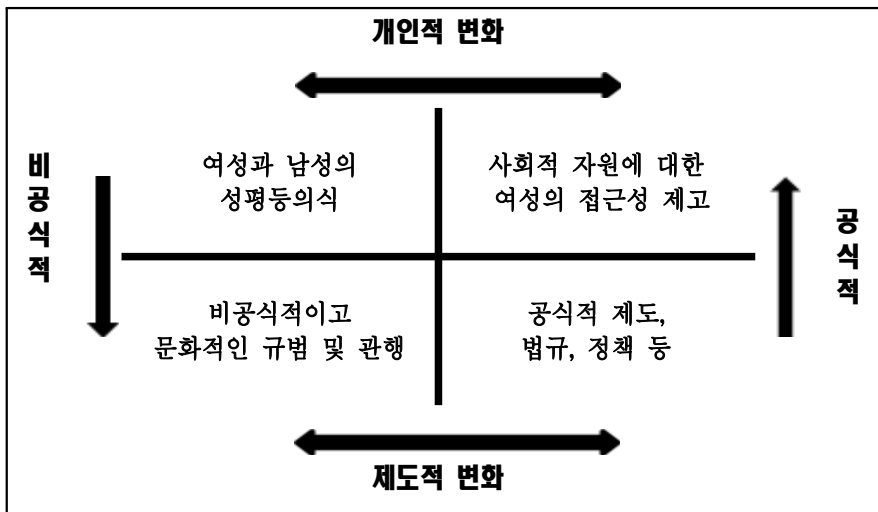 개인적 변화
비공식적
여성과 남성의
성평등의식
사회적 자원에 대한
여성의 접근성 제고
공식적
비공식적이고
문화적인 규범 및 관행
공식적 제도,
법규, 정책 등
제도적 변화